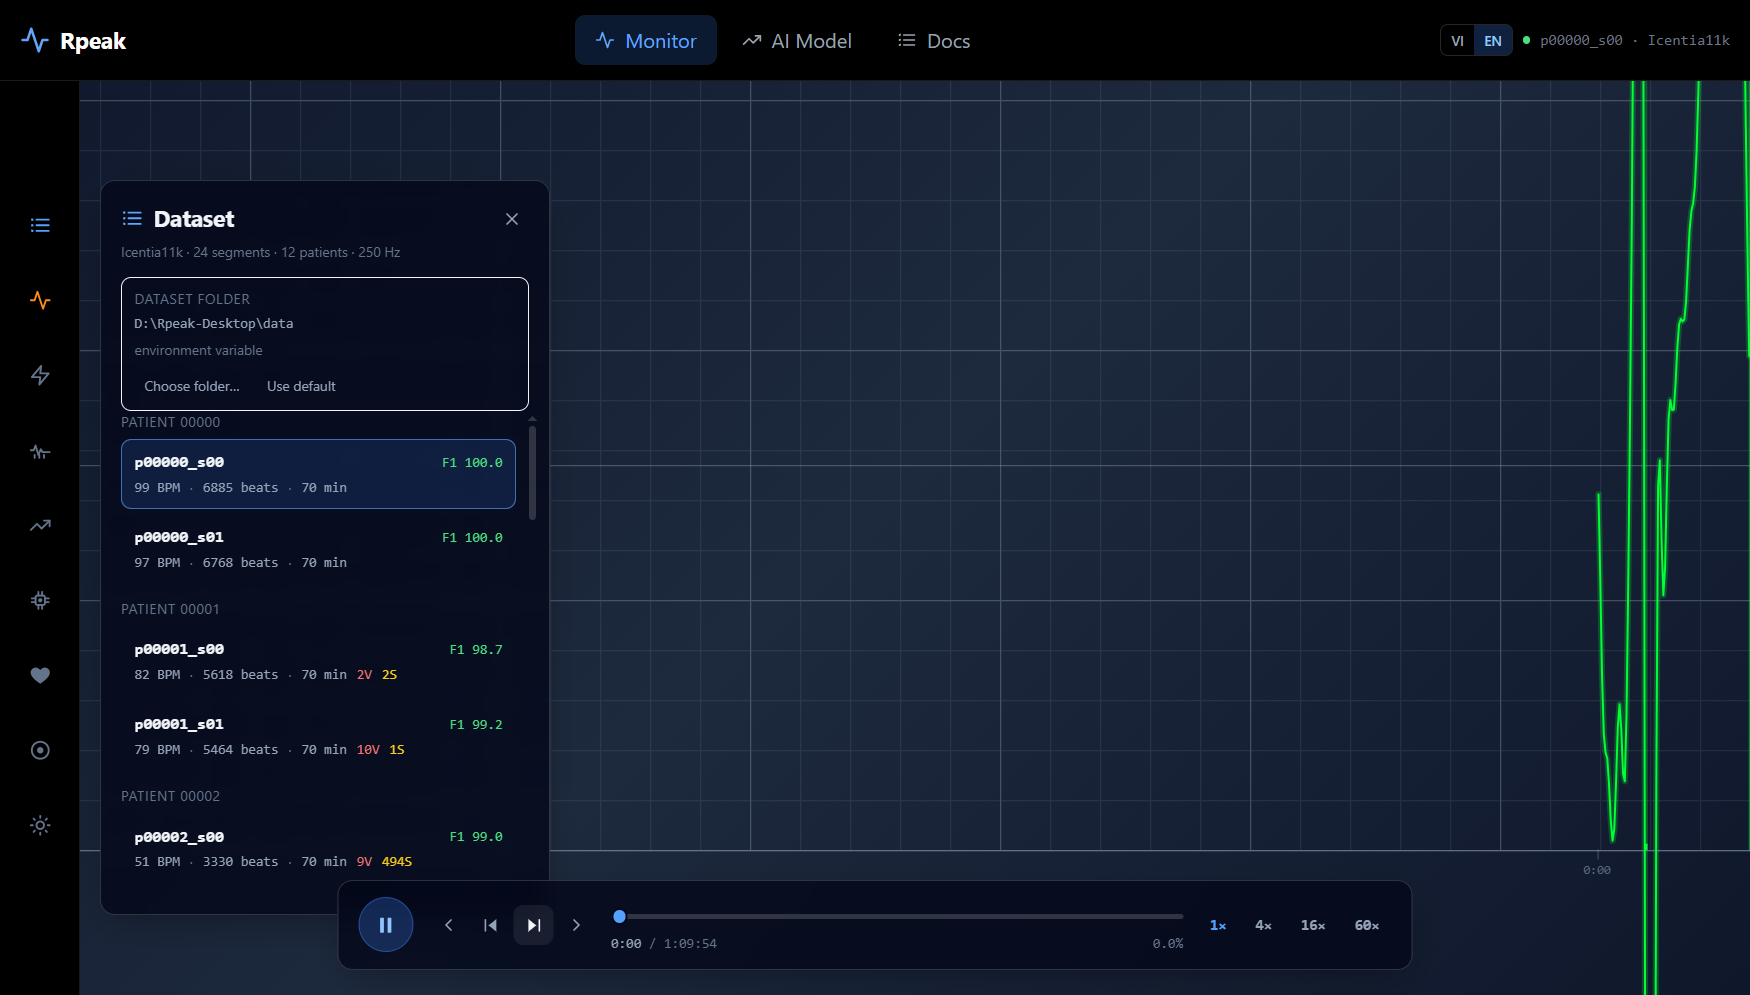 Rpeak
Monitor
AI Model
Docs
VI EN p00000_s00 · Icentia11k
Dataset
Icentia11k · 24 segments · 12 patients · 250 Hz
DATASET FOLDER
D:\Rpeak-Desktop\data
environment variable
Choose folder... Use default
PATIENT 00000
p00000_s00 F1 100.0
99 BPM · 6885 beats · 70 min
p00000_s01 F1 100.0
97 BPM · 6768 beats · 70 min
PATIENT 00001
p00001_s00 F1 98.7
82 BPM · 5618 beats · 70 min 2V 2S
p00001_s01 F1 99.2
79 BPM · 5464 beats · 70 min 10V 1S
PATIENT 00002
p00002_s00 F1 99.0
51 BPM · 3330 beats · 70 min 9V 494S
0:00
0:00 / 1:09:54 0.0%
1× 4× 16× 60×